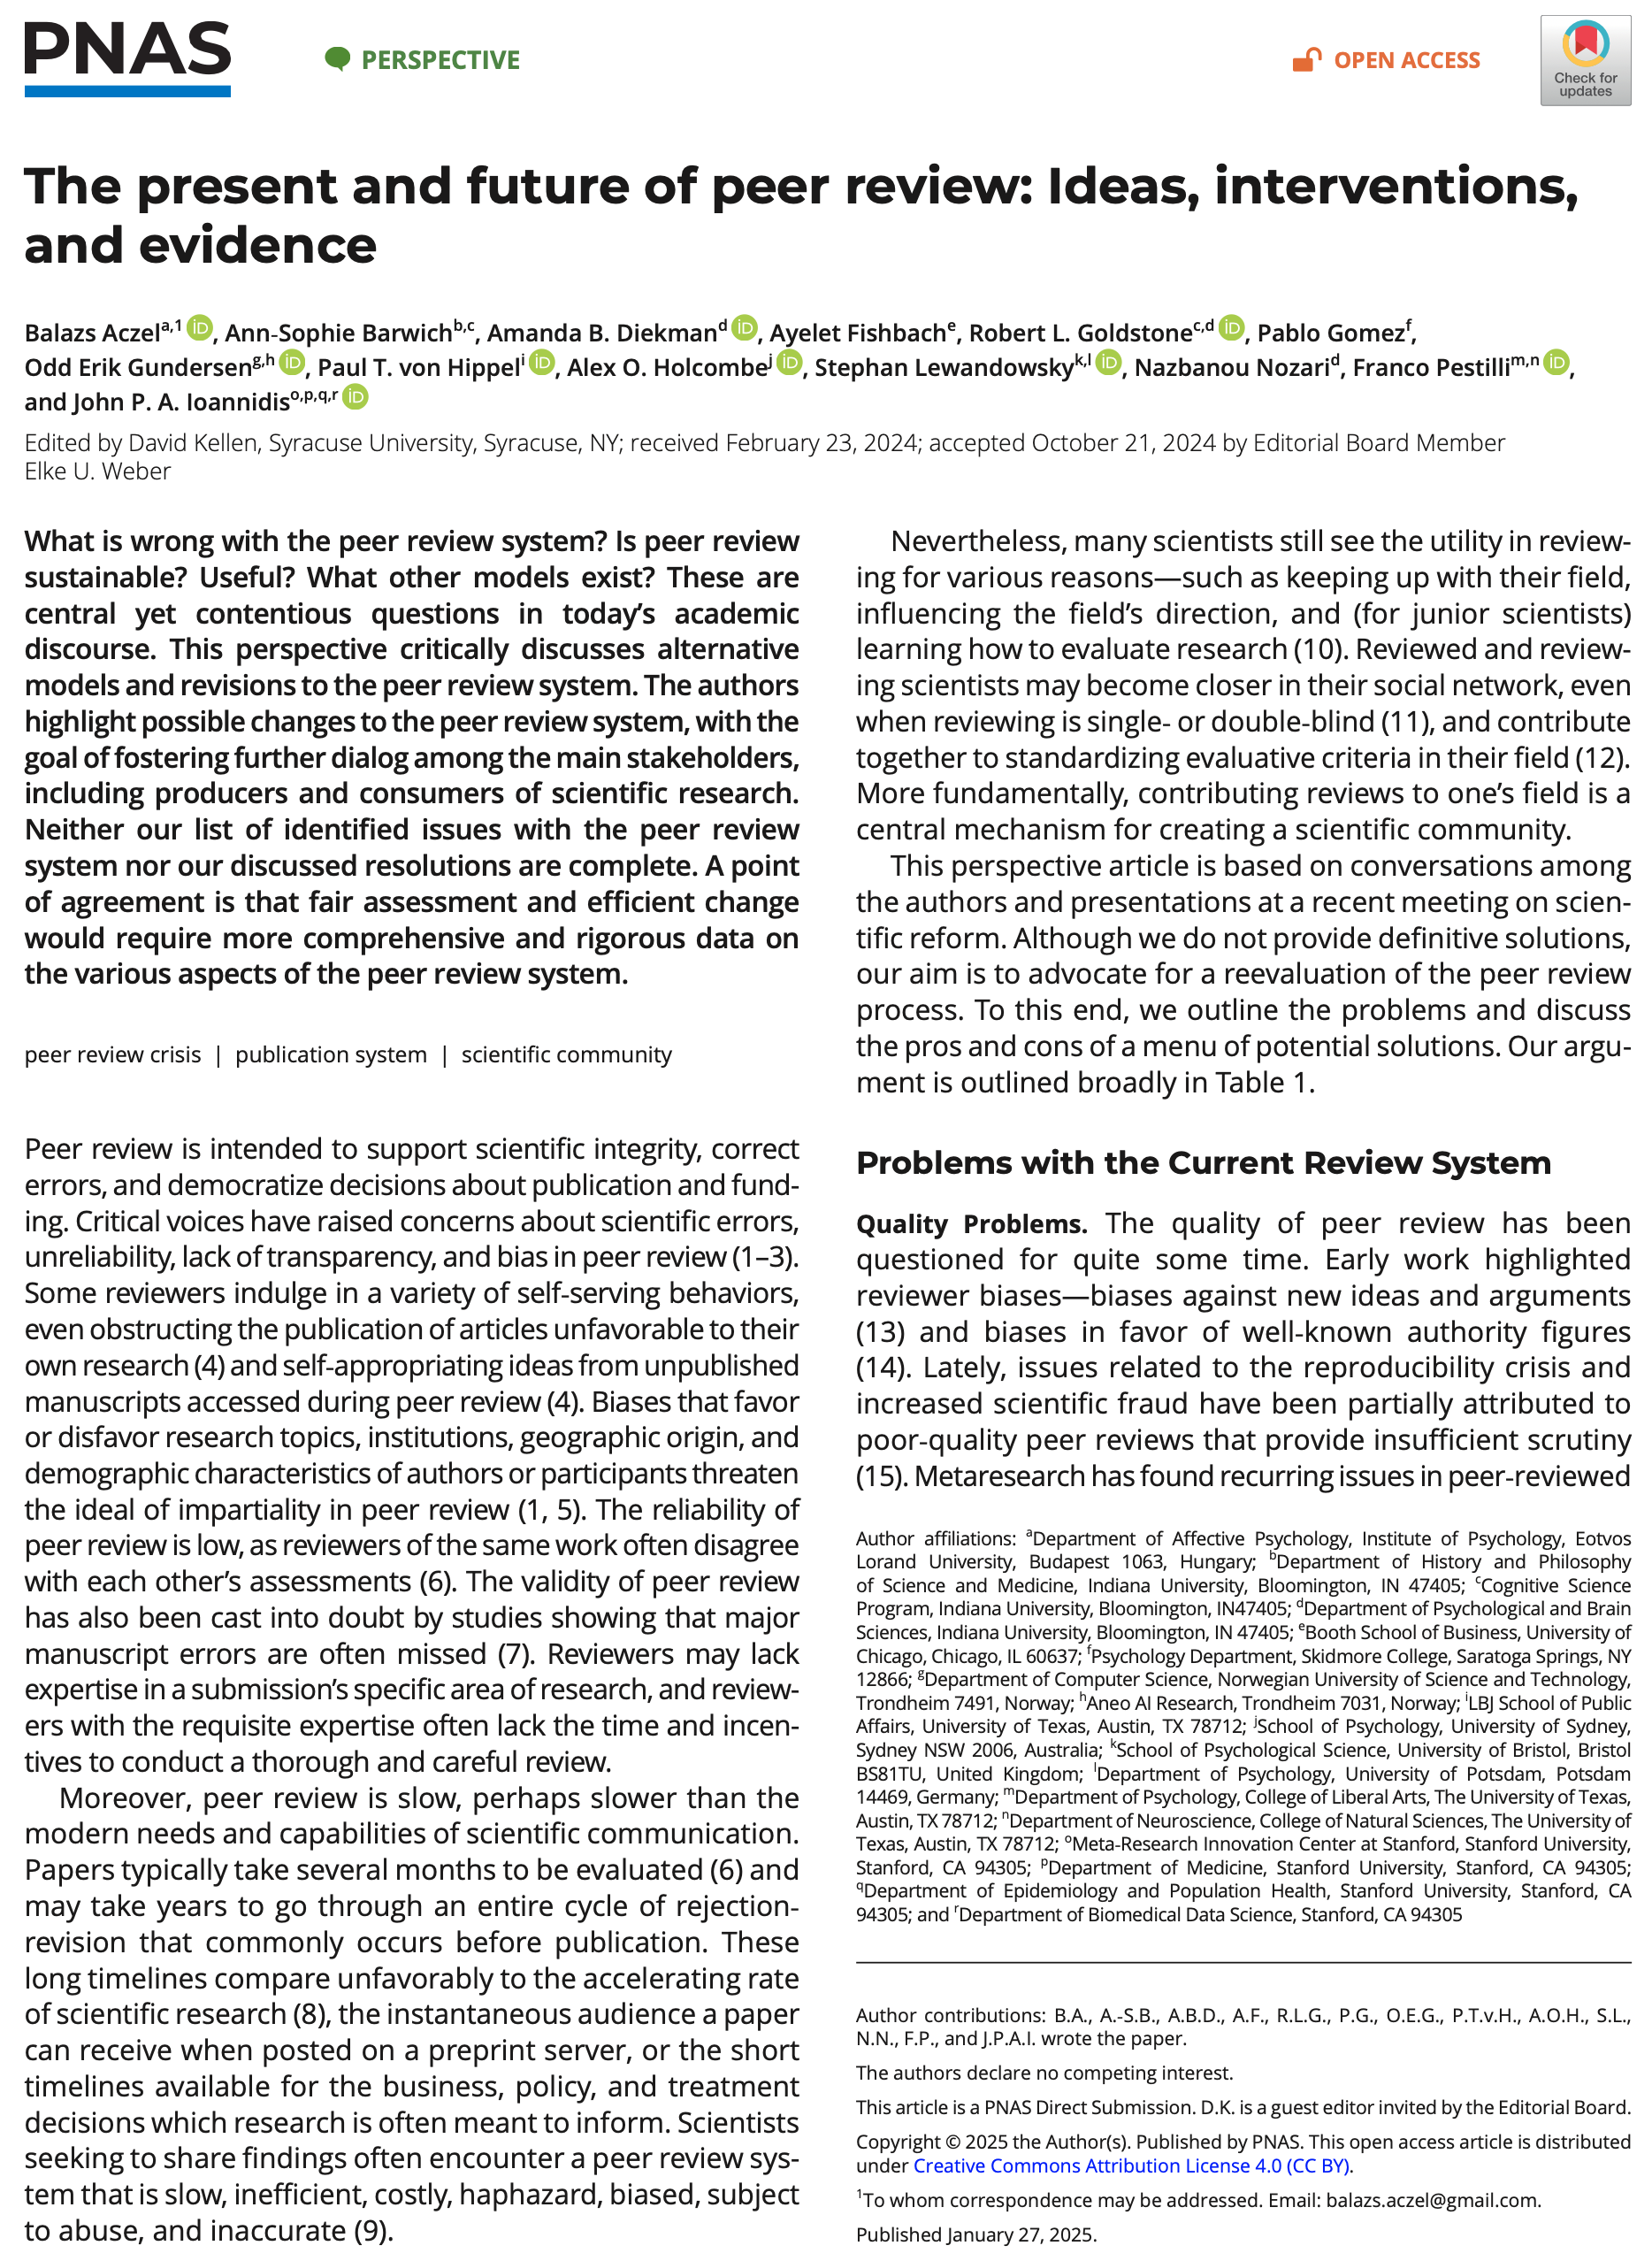 PNAS
PERSPECTIVE
OPEN ACCESS
Check for
updates
The present and future of peer review: Ideas, interventions,
and evidence
Balazs Aczel^a,1 iD, Ann-Sophie Barwich^b,c, Amanda B. Diekman^d iD, Ayelet Fishbach^e, Robert L. Goldstone^c,d iD, Pablo Gomez^f,
Odd Erik Gundersen^g,h iD, Paul T. von Hippel^i iD, Alex O. Holcombe^j iD, Stephan Lewandowsky^k,l iD, Nazbanou Nozari^d, Franco Pestilli^m,n iD,
and John P. A. Ioannidis^o,p,q,r iD
Edited by David Kellen, Syracuse University, Syracuse, NY; received February 23, 2024; accepted October 21, 2024 by Editorial Board Member
Elke U. Weber
What is wrong with the peer review system? Is peer review
sustainable? Useful? What other models exist? These are
central yet contentious questions in today's academic
discourse. This perspective critically discusses alternative
models and revisions to the peer review system. The authors
highlight possible changes to the peer review system, with the
goal of fostering further dialog among the main stakeholders,
including producers and consumers of scientific research.
Neither our list of identified issues with the peer review
system nor our discussed resolutions are complete. A point
of agreement is that fair assessment and efficient change
would require more comprehensive and rigorous data on
the various aspects of the peer review system.
peer review crisis | publication system | scientific community
Peer review is intended to support scientific integrity, correct
errors, and democratize decisions about publication and fund-
ing. Critical voices have raised concerns about scientific errors,
unreliability, lack of transparency, and bias in peer review (1–3).
Some reviewers indulge in a variety of self-serving behaviors,
even obstructing the publication of articles unfavorable to their
own research (4) and self-appropriating ideas from unpublished
manuscripts accessed during peer review (4). Biases that favor
or disfavor research topics, institutions, geographic origin, and
demographic characteristics of authors or participants threaten
the ideal of impartiality in peer review (1, 5). The reliability of
peer review is low, as reviewers of the same work often disagree
with each other's assessments (6). The validity of peer review
has also been cast into doubt by studies showing that major
manuscript errors are often missed (7). Reviewers may lack
expertise in a submission's specific area of research, and review-
ers with the requisite expertise often lack the time and incen-
tives to conduct a thorough and careful review.
Moreover, peer review is slow, perhaps slower than the
modern needs and capabilities of scientific communication.
Papers typically take several months to be evaluated (6) and
may take years to go through an entire cycle of rejection-
revision that commonly occurs before publication. These
long timelines compare unfavorably to the accelerating rate
of scientific research (8), the instantaneous audience a paper
can receive when posted on a preprint server, or the short
timelines available for the business, policy, and treatment
decisions which research is often meant to inform. Scientists
seeking to share findings often encounter a peer review sys-
tem that is slow, inefficient, costly, haphazard, biased, subject
to abuse, and inaccurate (9).
Nevertheless, many scientists still see the utility in review-
ing for various reasons—such as keeping up with their field,
influencing the field's direction, and (for junior scientists)
learning how to evaluate research (10). Reviewed and review-
ing scientists may become closer in their social network, even
when reviewing is single- or double-blind (11), and contribute
together to standardizing evaluative criteria in their field (12).
More fundamentally, contributing reviews to one's field is a
central mechanism for creating a scientific community.
This perspective article is based on conversations among
the authors and presentations at a recent meeting on scien-
tific reform. Although we do not provide definitive solutions,
our aim is to advocate for a reevaluation of the peer review
process. To this end, we outline the problems and discuss
the pros and cons of a menu of potential solutions. Our argu-
ment is outlined broadly in Table 1.
Problems with the Current Review System
Quality Problems. The quality of peer review has been
questioned for quite some time. Early work highlighted
reviewer biases—biases against new ideas and arguments
(13) and biases in favor of well-known authority figures
(14). Lately, issues related to the reproducibility crisis and
increased scientific fraud have been partially attributed to
poor-quality peer reviews that provide insufficient scrutiny
(15). Metaresearch has found recurring issues in peer-reviewed
Author affiliations: ^aDepartment of Affective Psychology, Institute of Psychology, Eotvos
Lorand University, Budapest 1063, Hungary; ^bDepartment of History and Philosophy
of Science and Medicine, Indiana University, Bloomington, IN 47405; ^cCognitive Science
Program, Indiana University, Bloomington, IN47405; ^dDepartment of Psychological and Brain
Sciences, Indiana University, Bloomington, IN 47405; ^eBooth School of Business, University of
Chicago, Chicago, IL 60637; ^fPsychology Department, Skidmore College, Saratoga Springs, NY
12866; ^gDepartment of Computer Science, Norwegian University of Science and Technology,
Trondheim 7491, Norway; ^hAneo AI Research, Trondheim 7031, Norway; ^iLBJ School of Public
Affairs, University of Texas, Austin, TX 78712; ^jSchool of Psychology, University of Sydney,
Sydney NSW 2006, Australia; ^kSchool of Psychological Science, University of Bristol, Bristol
BS81TU, United Kingdom; ^lDepartment of Psychology, University of Potsdam, Potsdam
14469, Germany; ^mDepartment of Psychology, College of Liberal Arts, The University of Texas,
Austin, TX 78712; ^nDepartment of Neuroscience, College of Natural Sciences, The University of
Texas, Austin, TX 78712; ^oMeta-Research Innovation Center at Stanford, Stanford University,
Stanford, CA 94305; ^pDepartment of Medicine, Stanford University, Stanford, CA 94305;
^qDepartment of Epidemiology and Population Health, Stanford University, Stanford, CA
94305; and ^rDepartment of Biomedical Data Science, Stanford, CA 94305
Author contributions: B.A., A.-S.B., A.B.D., A.F., R.L.G., P.G., O.E.G., P.T.v.H., A.O.H., S.L.,
N.N., F.P., and J.P.A.I. wrote the paper.
The authors declare no competing interest.
This article is a PNAS Direct Submission. D.K. is a guest editor invited by the Editorial Board.
Copyright © 2025 the Author(s). Published by PNAS. This open access article is distributed
under Creative Commons Attribution License 4.0 (CC BY).
^1To whom correspondence may be addressed. Email: balazs.aczel@gmail.com.
Published January 27, 2025.